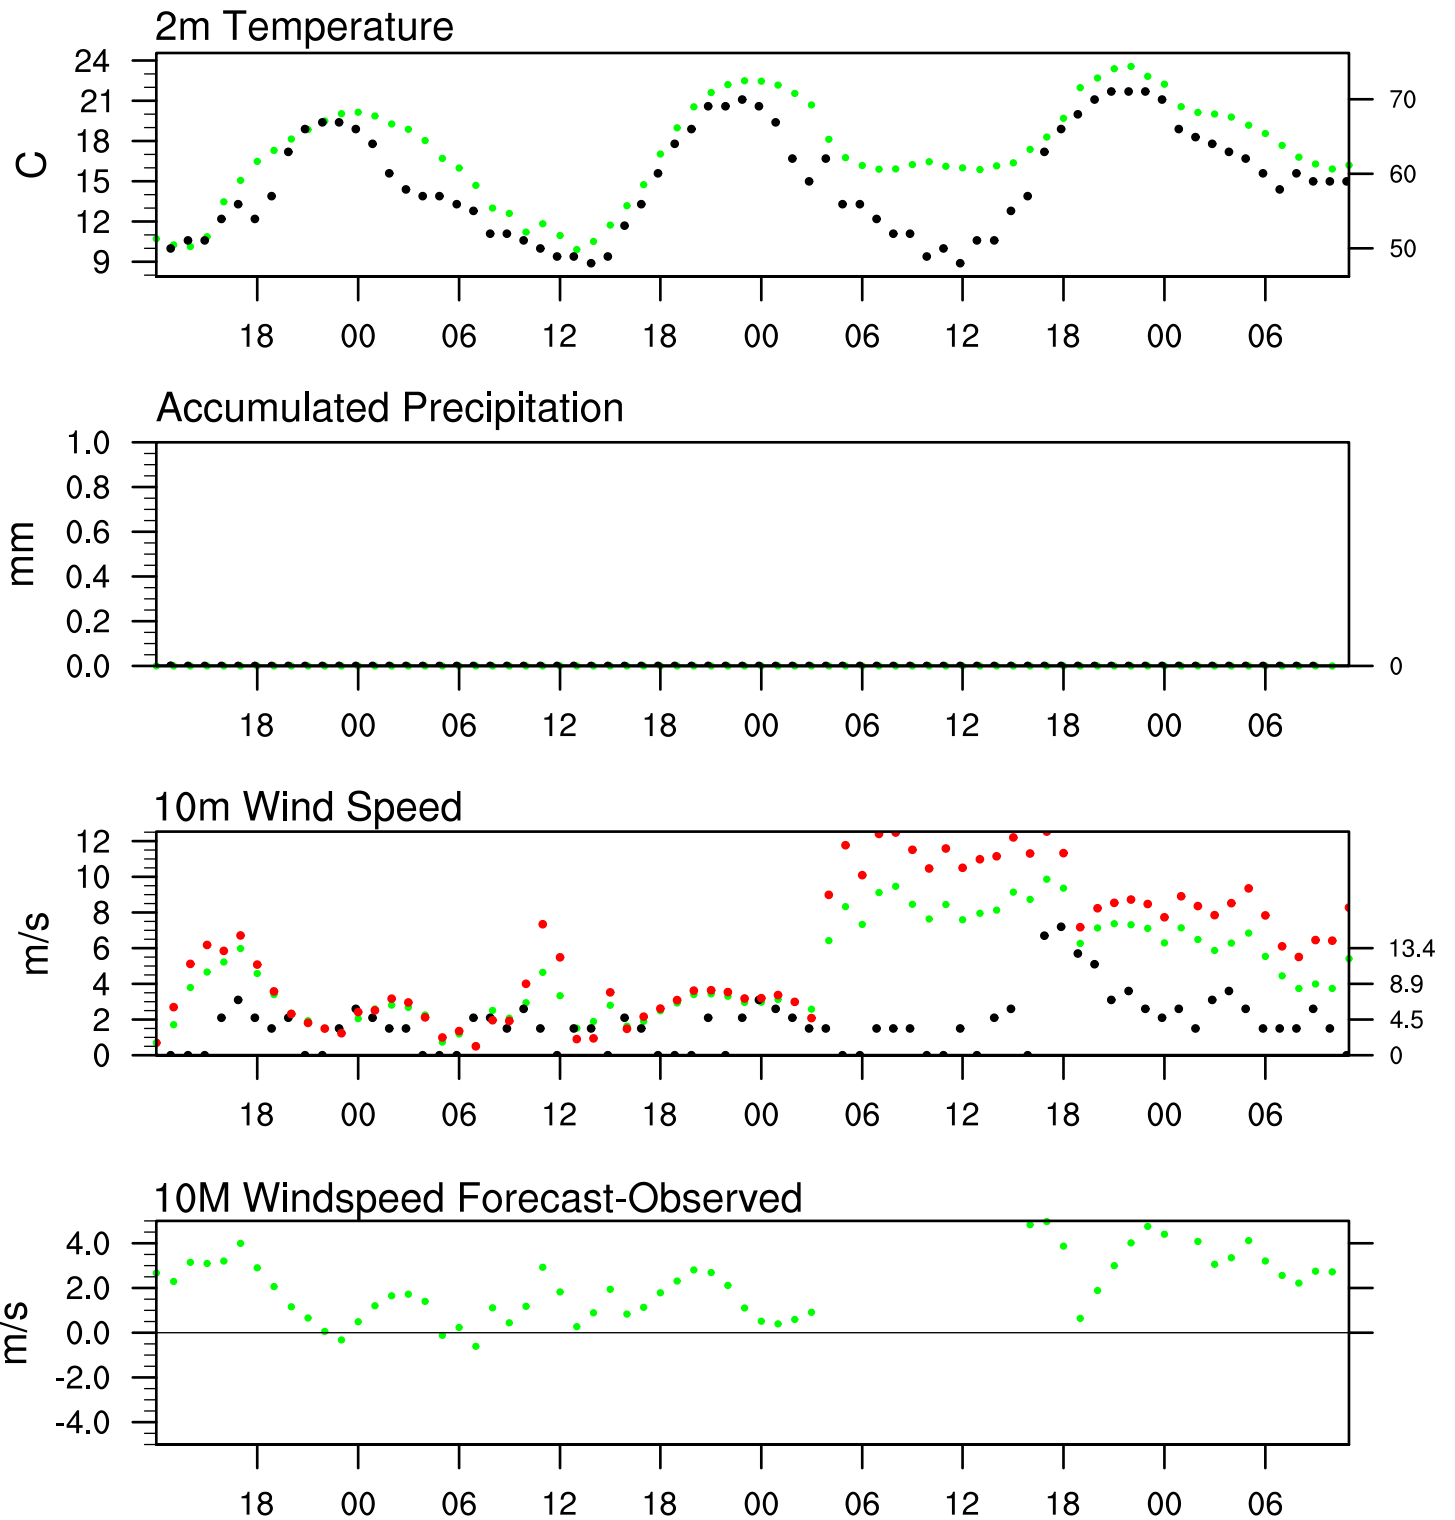 2m Temperature
24
21
18
15
12
9
C
70
60
50
18 00 06 12 18 00 06 12 18 00 06
Accumulated Precipitation
1.0
0.8
0.6
0.4
0.2
0.0
mm
0
18 00 06 12 18 00 06 12 18 00 06
10m Wind Speed
12
10
8
6
4
2
0
m/s
13.4
8.9
4.5
0
18 00 06 12 18 00 06 12 18 00 06
10M Windspeed Forecast-Observed
4.0
2.0
0.0
-2.0
-4.0
m/s
18 00 06 12 18 00 06 12 18 00 06